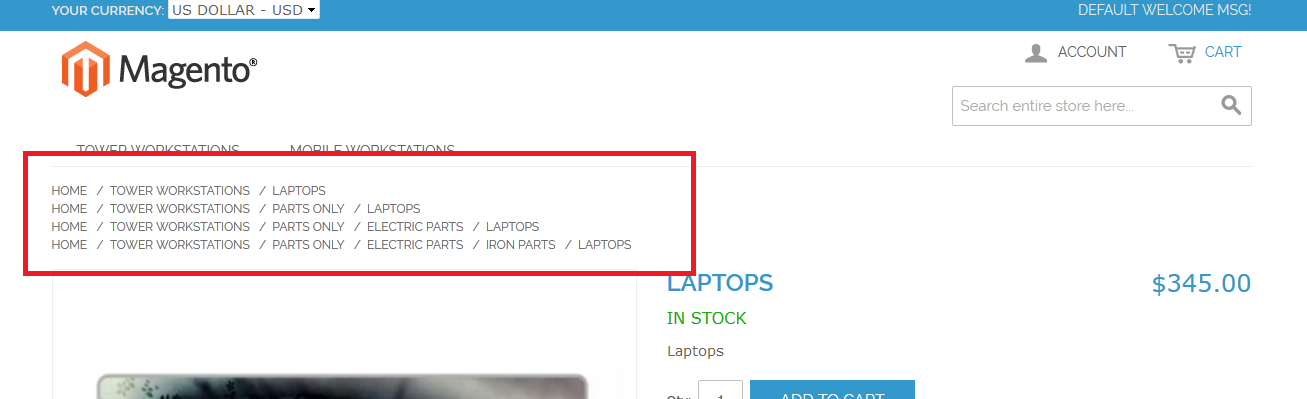 YOUR CURRENCY: US DOLLAR - USD DEFAULT WELCOME MSG!
Magento®
ACCOUNT CART
Search entire store here...
TOWER WORKSTATIONS MOBILE WORKSTATIONS
HOME / TOWER WORKSTATIONS / LAPTOPS
HOME / TOWER WORKSTATIONS / PARTS ONLY / LAPTOPS
HOME / TOWER WORKSTATIONS / PARTS ONLY / ELECTRIC PARTS / LAPTOPS
HOME / TOWER WORKSTATIONS / PARTS ONLY / ELECTRIC PARTS / IRON PARTS / LAPTOPS
LAPTOPS $345.00
IN STOCK
Laptops
Qty: 1 ADD TO CART